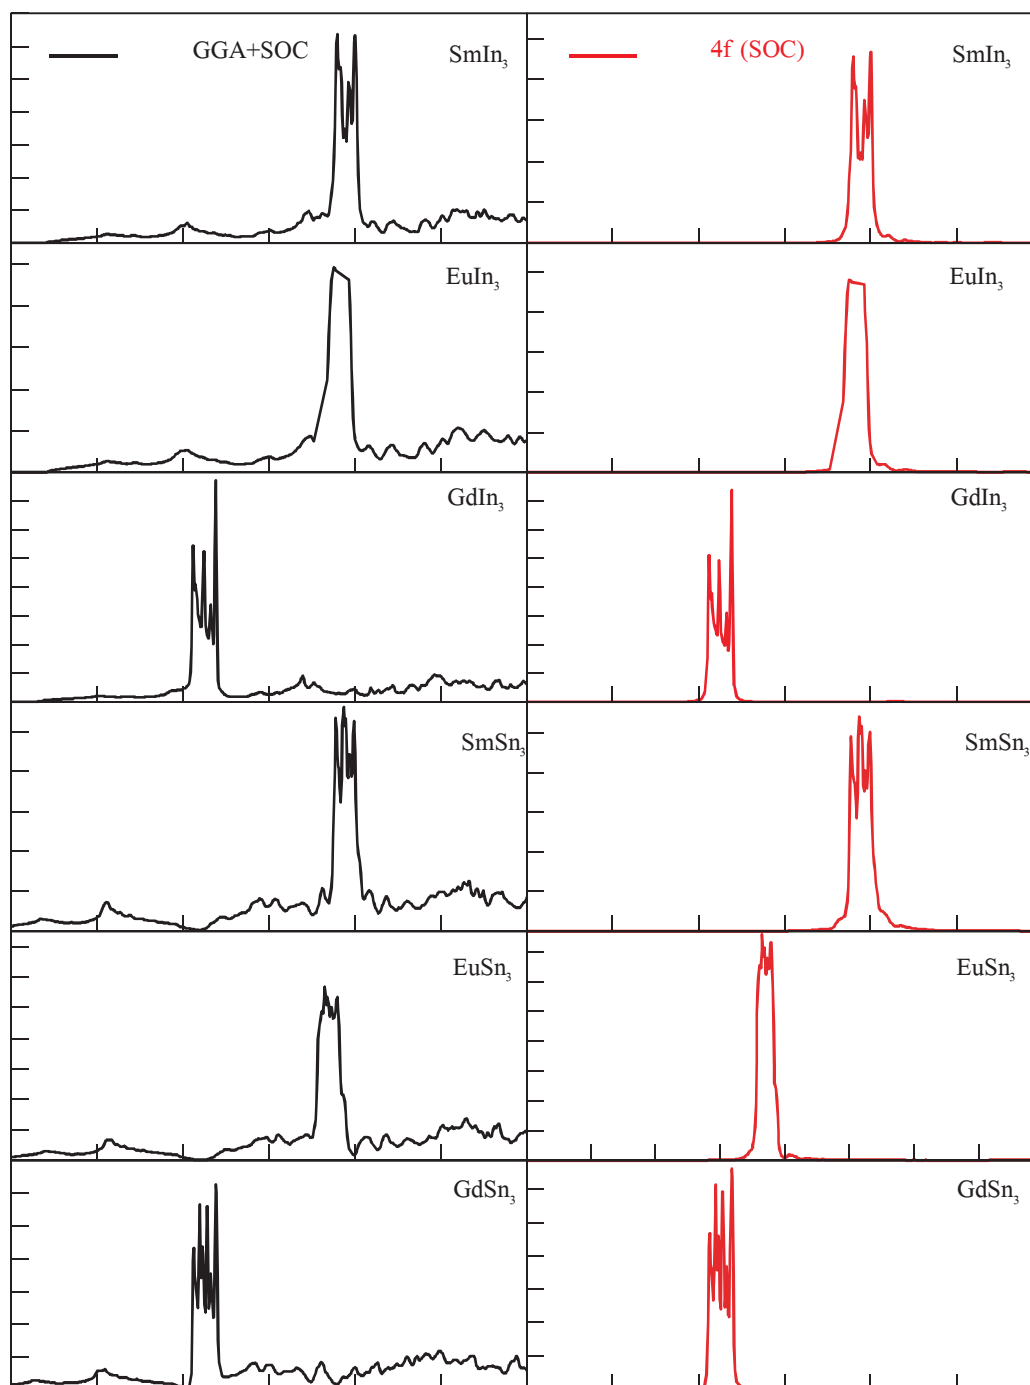 GGA+SOC
SmIn₃
4f (SOC)
SmIn₃
EuIn₃
EuIn₃
GdIn₃
GdIn₃
SmSn₃
SmSn₃
EuSn₃
EuSn₃
GdSn₃
GdSn₃